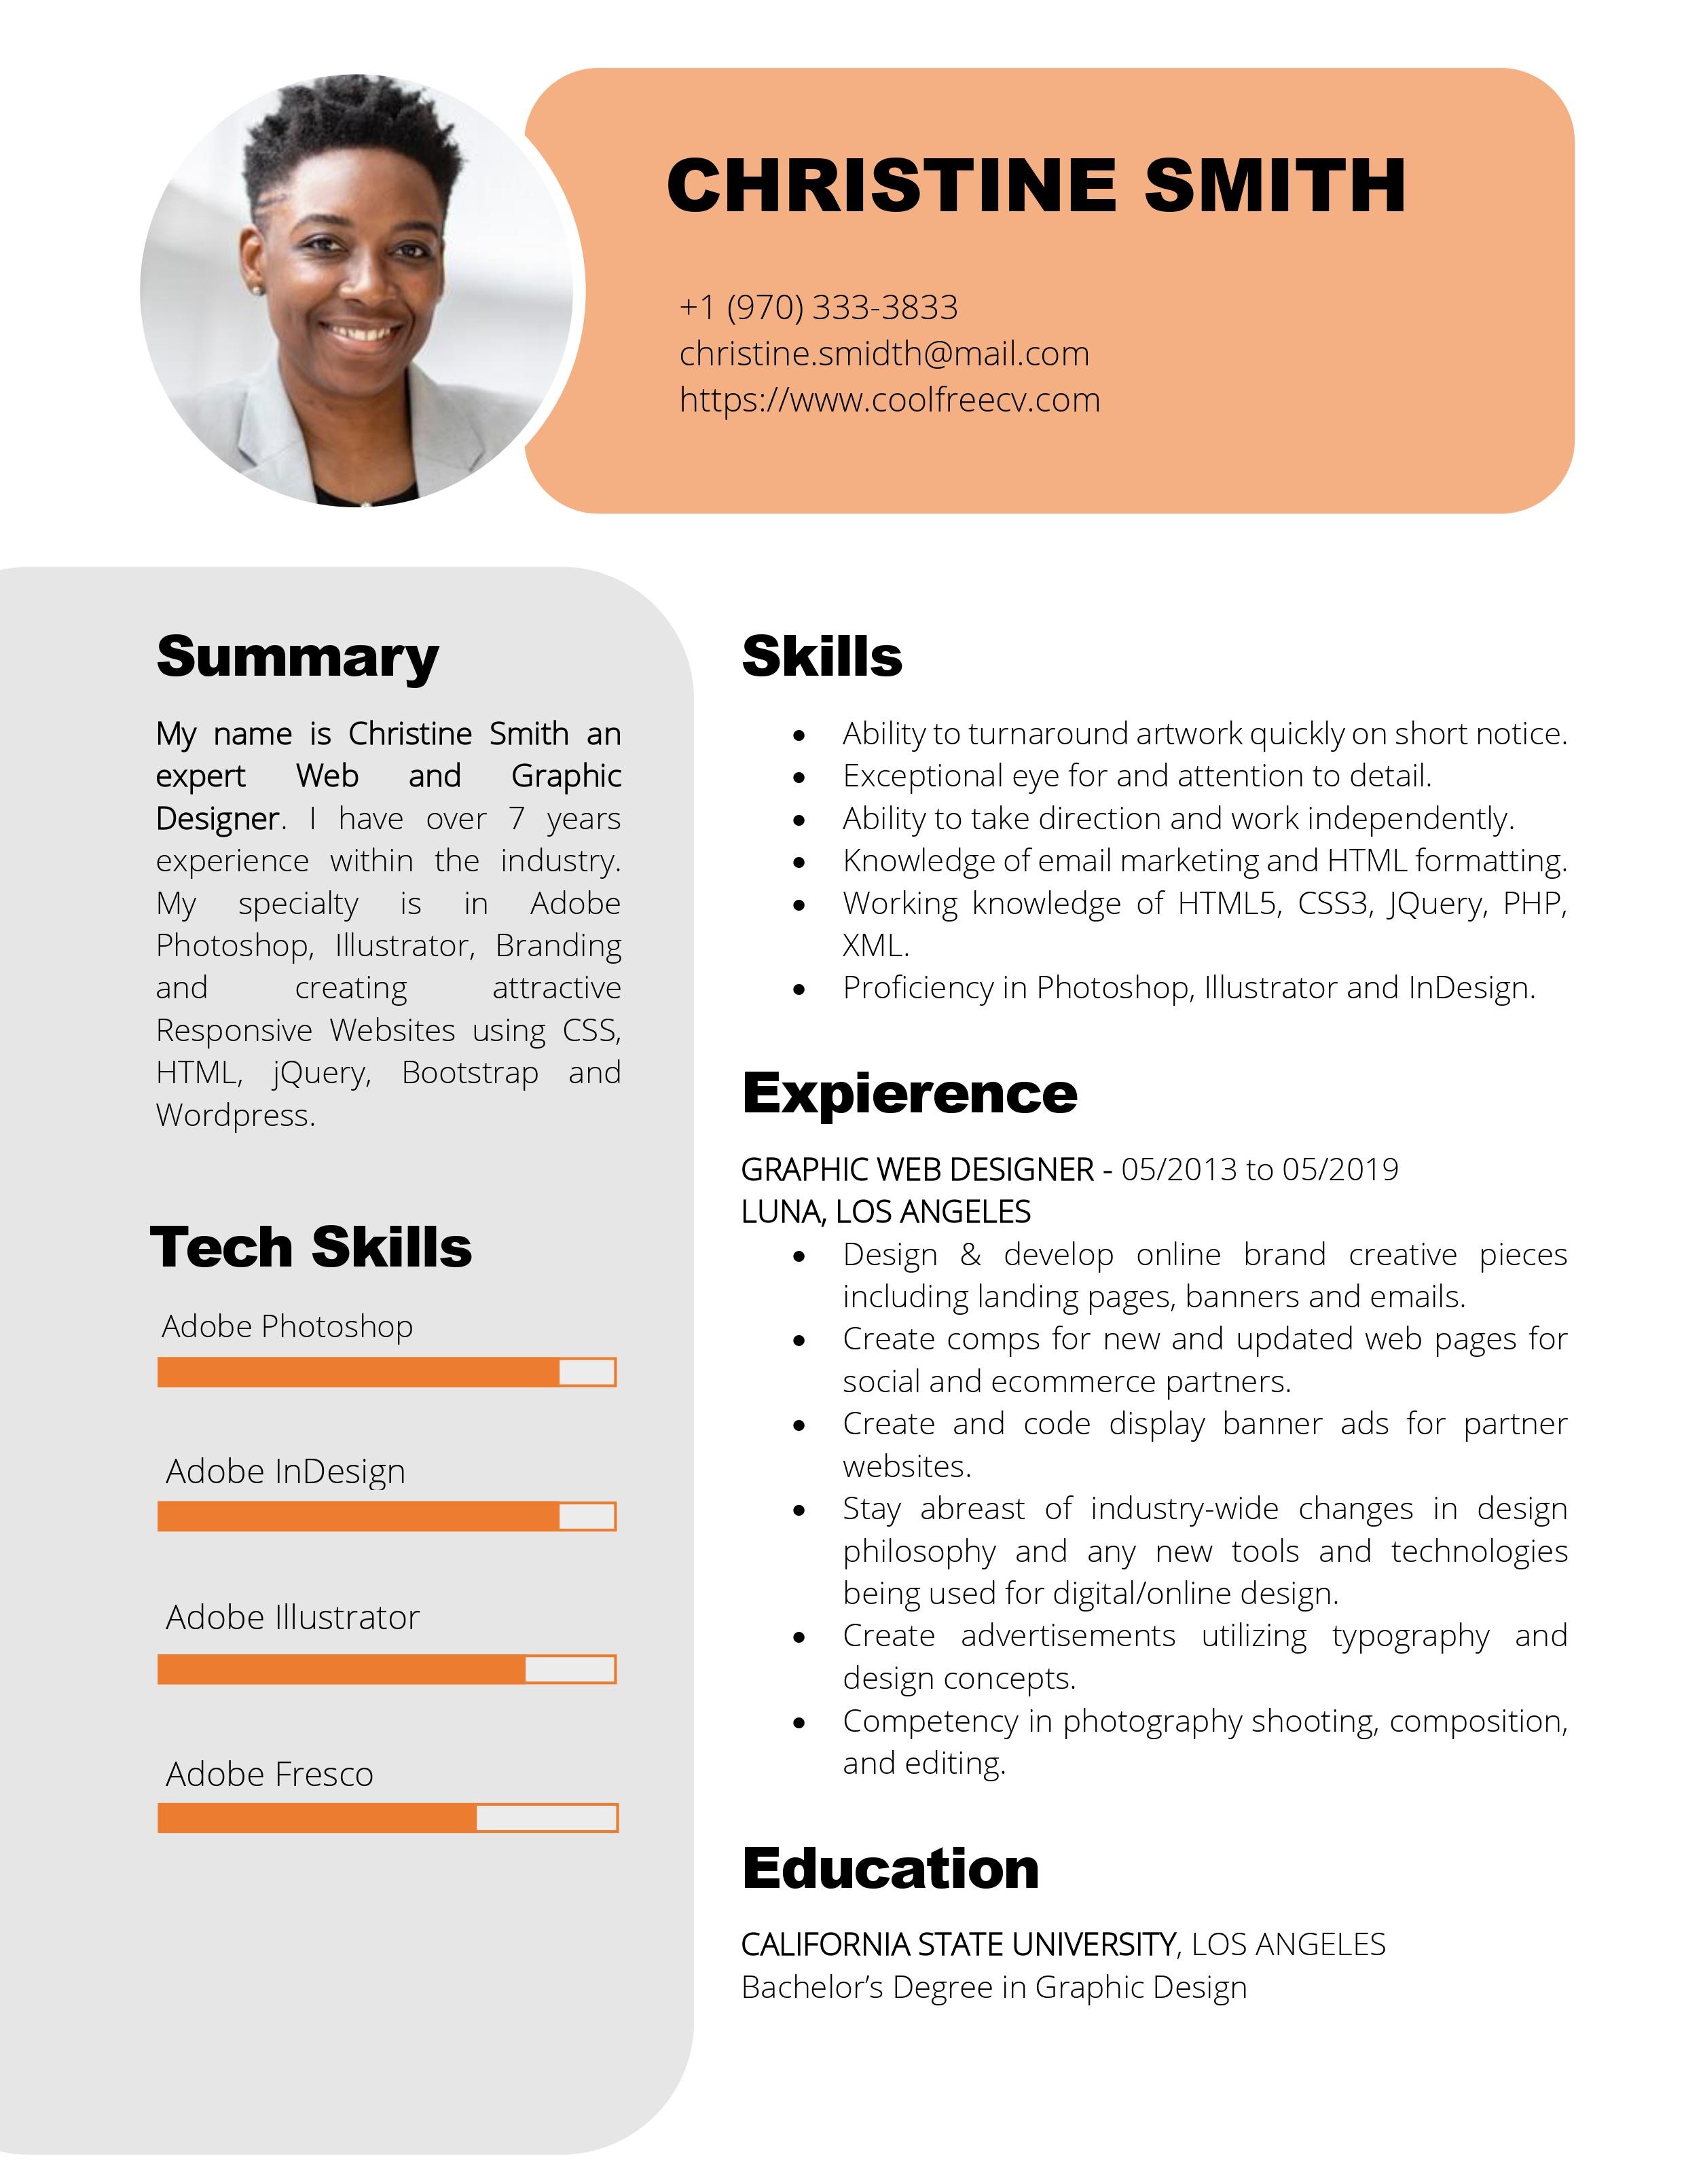 CHRISTINE SMITH
+1 (970) 333-3833
christine.smidth@mail.com
https://www.coolfreecv.com
Summary
My name is Christine Smith an
expert Web and Graphic
Designer. I have over 7 years
experience within the industry.
My specialty is in Adobe
Photoshop, Illustrator, Branding
and creating attractive
Responsive Websites using CSS,
HTML, jQuery, Bootstrap and
Wordpress.
Tech Skills
Adobe Photoshop
Adobe InDesign
Adobe Illustrator
Adobe Fresco
Skills
• Ability to turnaround artwork quickly on short notice.
• Exceptional eye for and attention to detail.
• Ability to take direction and work independently.
• Knowledge of email marketing and HTML formatting.
• Working knowledge of HTML5, CSS3, JQuery, PHP,
XML.
• Proficiency in Photoshop, Illustrator and InDesign.
Expierence
GRAPHIC WEB DESIGNER - 05/2013 to 05/2019
LUNA, LOS ANGELES
• Design & develop online brand creative pieces
including landing pages, banners and emails.
• Create comps for new and updated web pages for
social and ecommerce partners.
• Create and code display banner ads for partner
websites.
• Stay abreast of industry-wide changes in design
philosophy and any new tools and technologies
being used for digital/online design.
• Create advertisements utilizing typography and
design concepts.
• Competency in photography shooting, composition,
and editing.
Education
CALIFORNIA STATE UNIVERSITY, LOS ANGELES
Bachelor’s Degree in Graphic Design